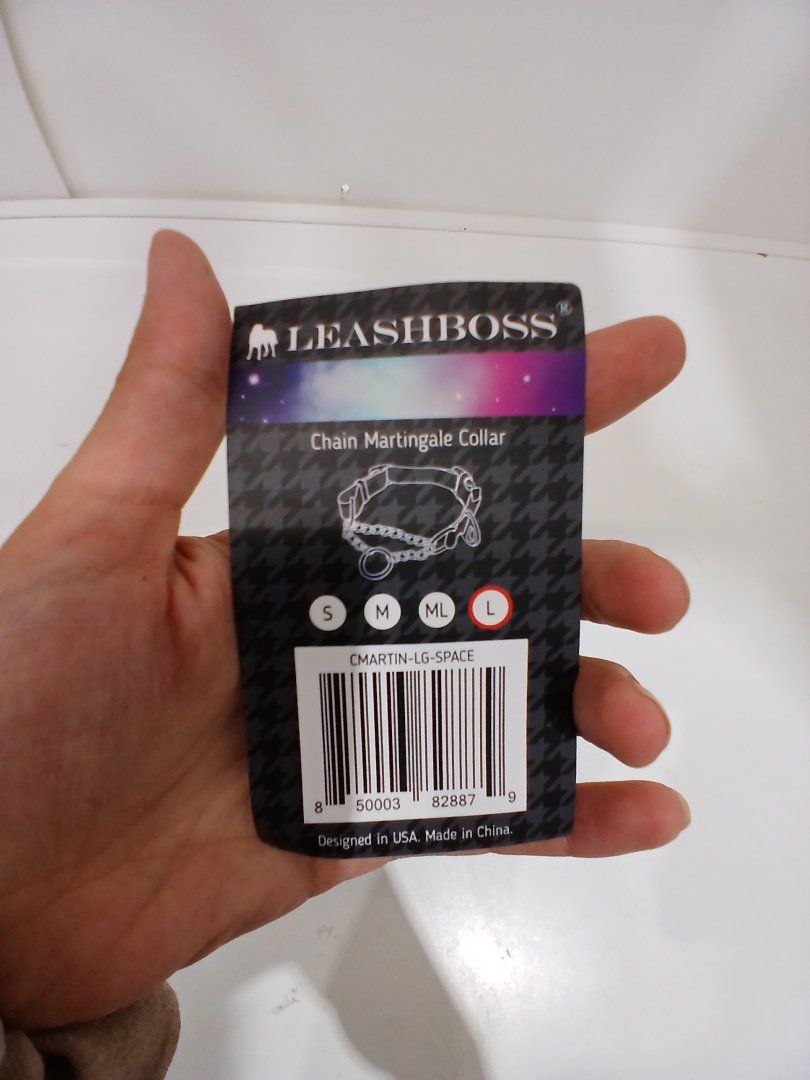 LEASHBOSS®
Chain Martingale Collar
S M ML L
CMARTIN-LG-SPACE
8 50003 82887 9
Designed in USA. Made in China.